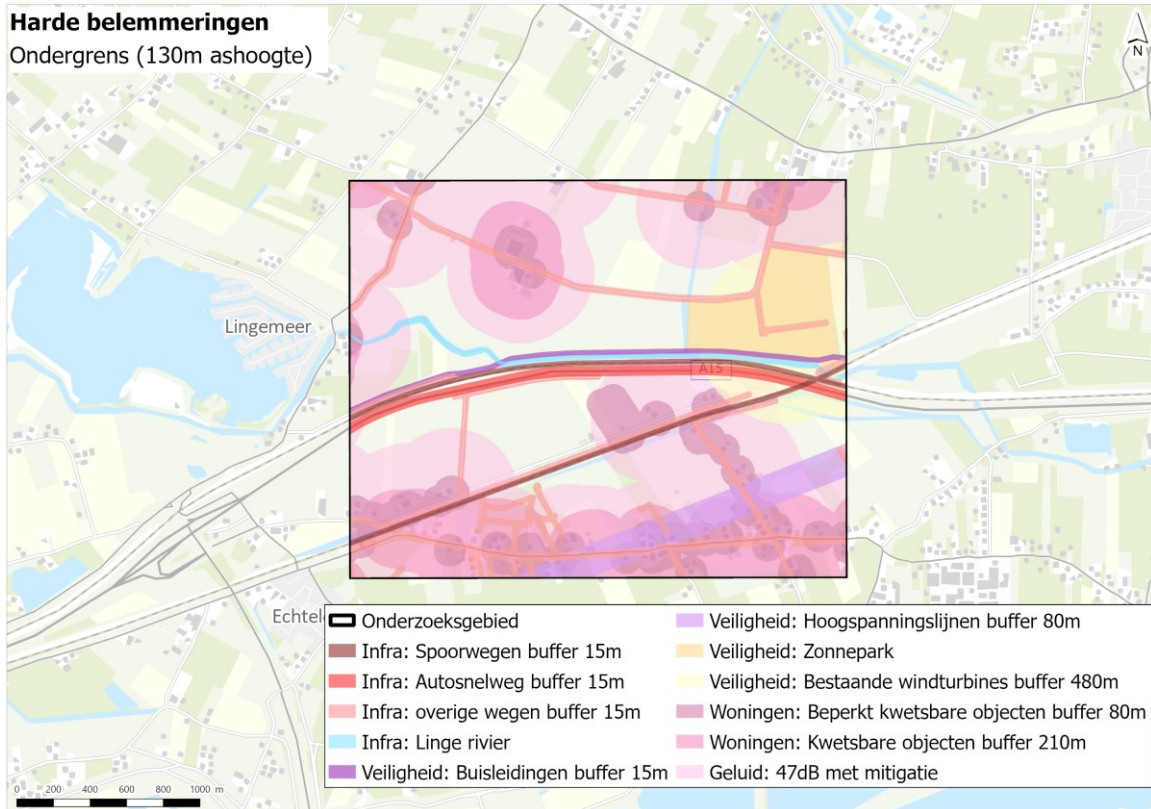 Harde belemmeringen
Ondergrens (130m ashoogte)
N
Lingemeer
A15
Echteld
Onderzoeksgebied
Infra: Spoorwegen buffer 15m
Infra: Autosnelweg buffer 15m
Infra: overige wegen buffer 15m
Infra: Linge rivier
Veiligheid: Buisleidingen buffer 15m
Veiligheid: Hoogspanningslijnen buffer 80m
Veiligheid: Zonnepark
Veiligheid: Bestaande windturbines buffer 480m
Woningen: Beperkt kwetsbare objecten buffer 80m
Woningen: Kwetsbare objecten buffer 210m
Geluid: 47dB met mitigatie
0 200 400 600 800 1000 m